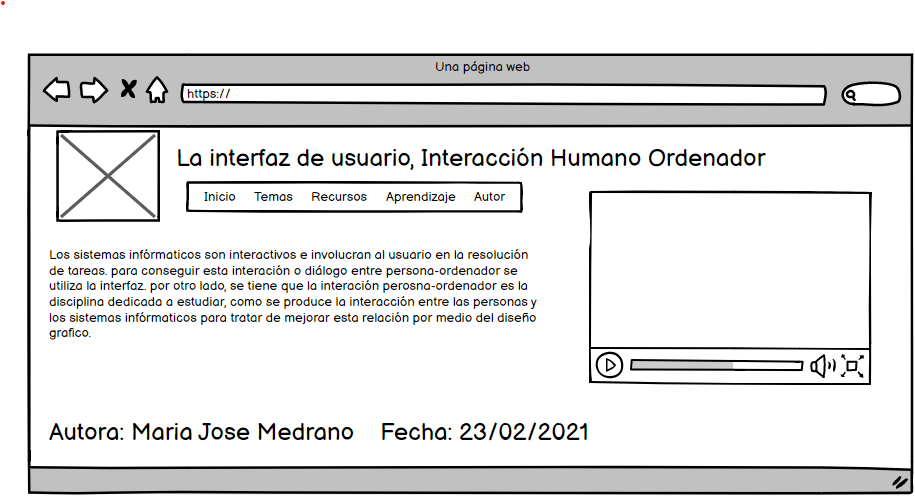 Una página web
https://
La interfaz de usuario, Interacción Humano Ordenador
Inicio Temas Recursos Aprendizaje Autor
Los sistemas infórmaticos son interactivos e involucran al usuario en la resolución
de tareas. para conseguir esta interación o diálogo entre persona-ordenador se
utiliza la interfaz. por otro lado, se tiene que la interación perosna-ordenador es la
disciplina dedicada a estudiar, como se produce la interacción entre las personas y
los sistemas infórmaticos para tratar de mejorar esta relación por medio del diseño
grafico.
Autora: Maria Jose Medrano Fecha: 23/02/2021